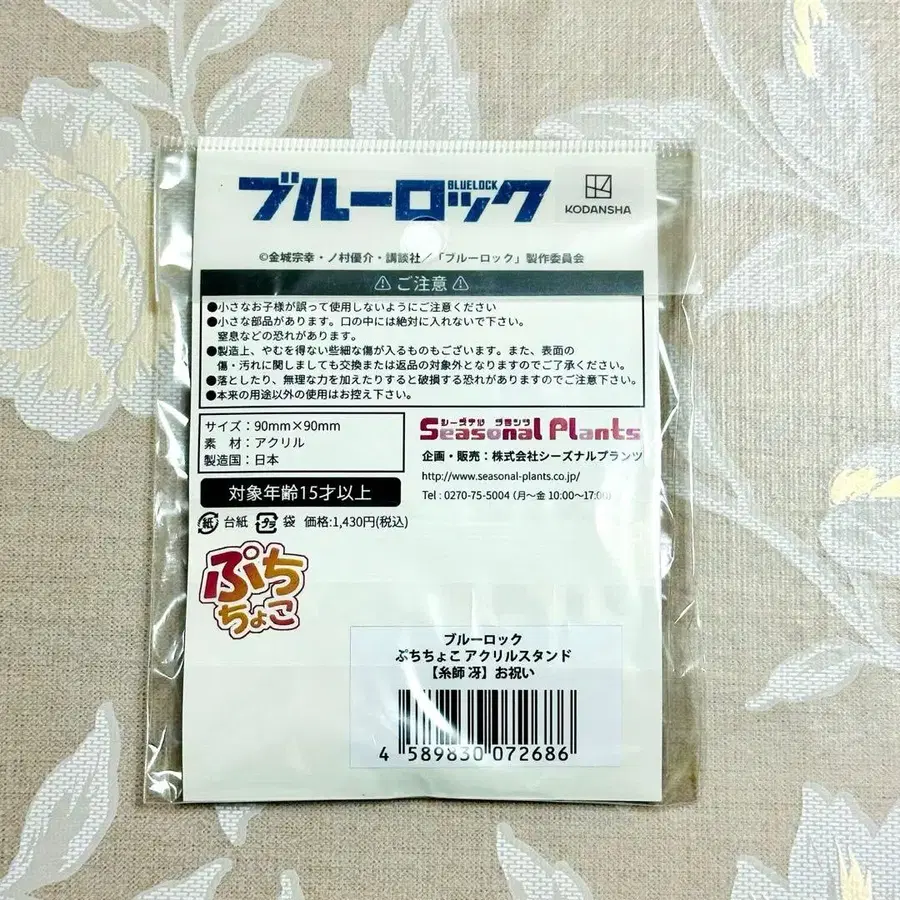 ブルーロック
BLUELOCK
KODANSHA
©金城宗幸・ノ村優介・講談社／「ブルーロック」製作委員会
⚠ ご注意 ⚠
●小さなお子様が誤って使用しないようにご注意ください
●小さな部品があります。口の中には絶対に入れないで下さい。
窒息などの恐れがあります。
●製造上、やむを得ない些細な傷が入るものもございます。また、表面の
傷・汚れに関しましても交換または返品の対象外となりますのでご了承ください。
●落としたり、無理な力を加えたりすると破損する恐れがありますのでご注意下さい。
●本来の用途以外の使用はお控え下さい。
サイズ：90mm×90mm
素　材：アクリル
製造国：日本
シーズナル プランツ
Seasonal Plants
企画・販売：株式会社シーズナルプランツ
http://www.seasonal-plants.co.jp/
Tel : 0270-75-5004 (月〜金 10:00〜17:00)
対象年齢15才以上
紙 台紙 プラ 袋 価格:1,430円(税込)
ぷち
ちょこ
ブルーロック
ぷちちょこ アクリルスタンド
【糸師 冴】お祝い
4 589830 072686